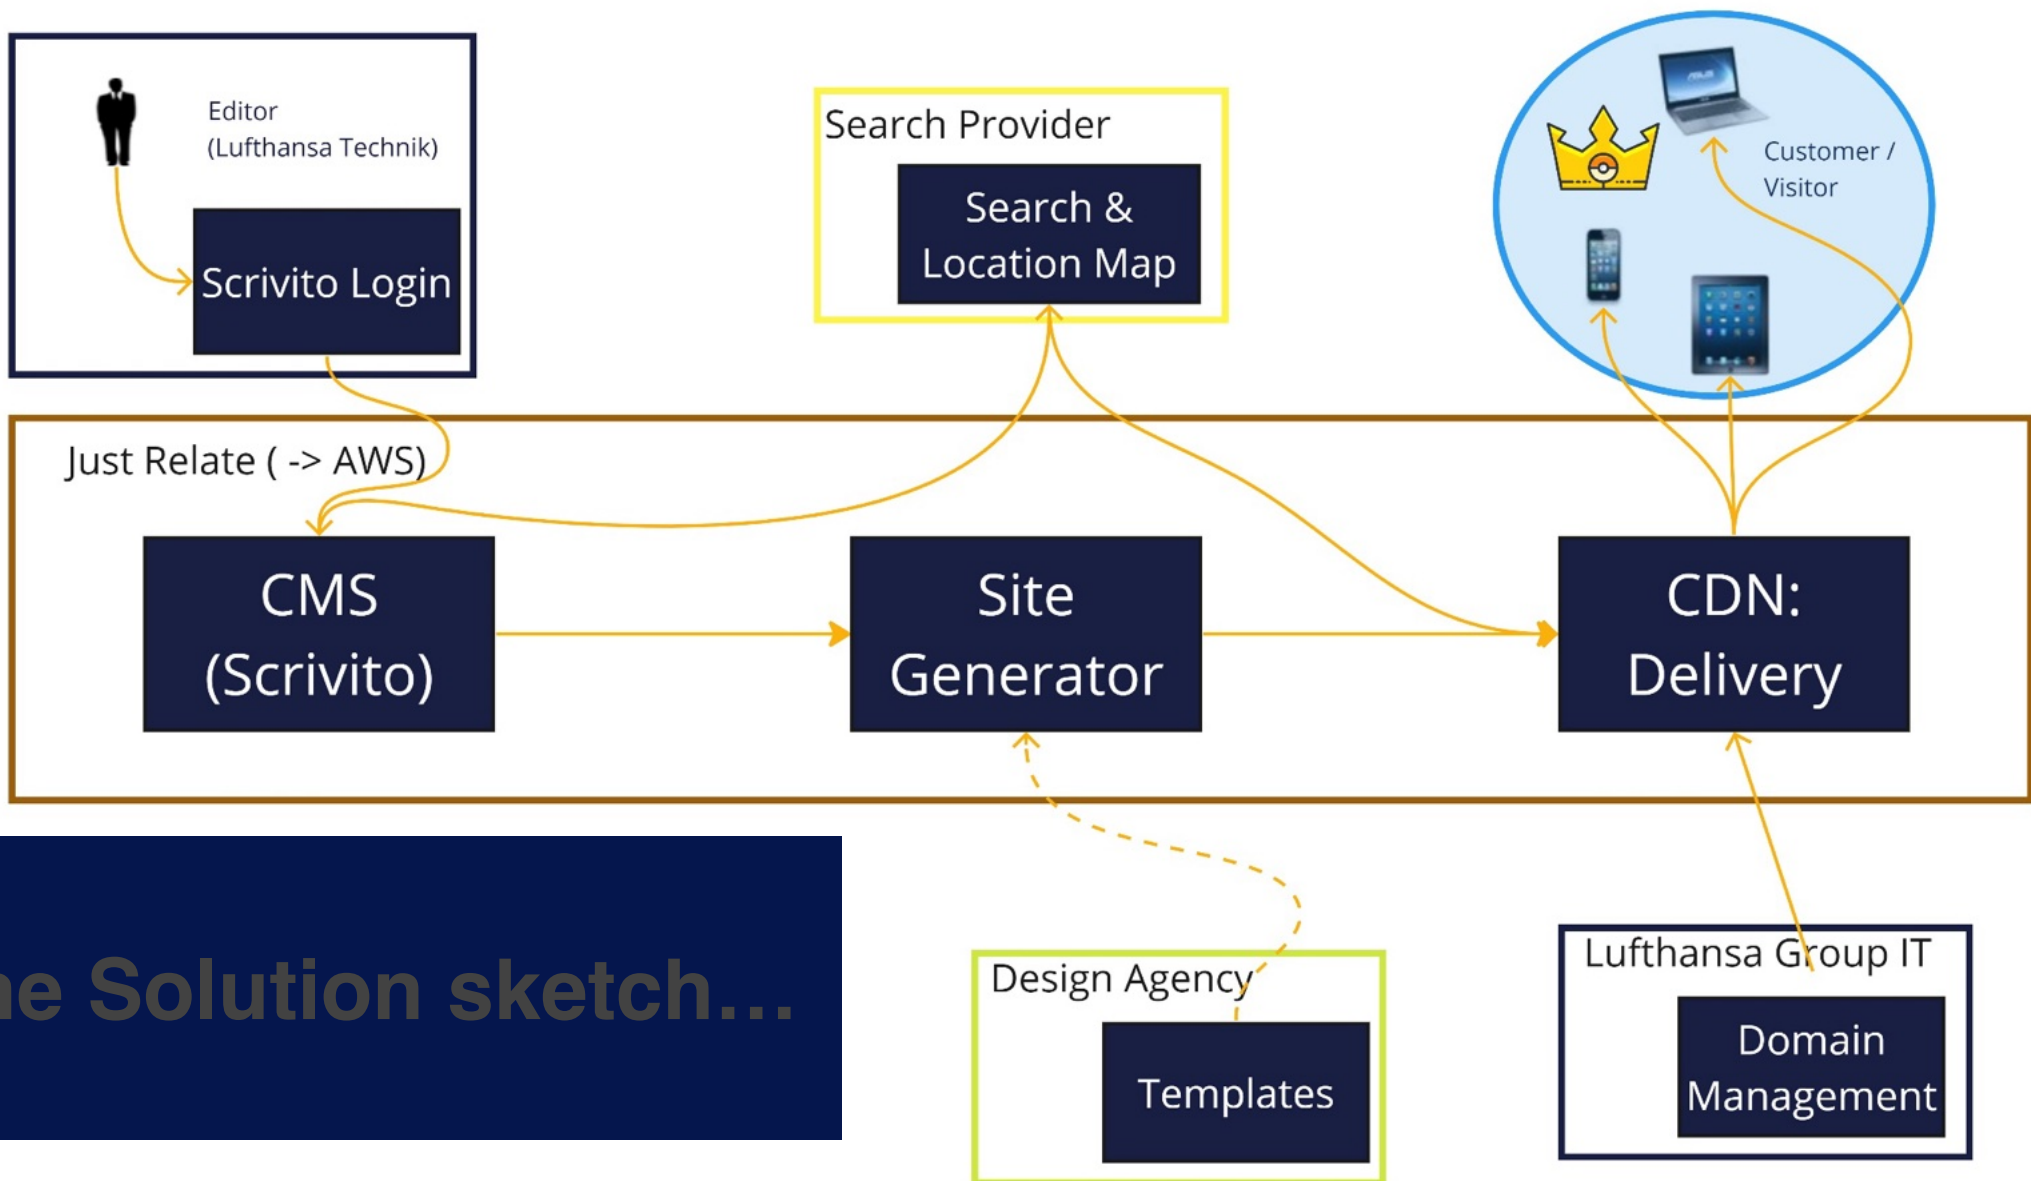 Editor
(Lufthansa Technik)
Scrivito Login
Search Provider
Search &
Location Map
Customer /
Visitor
Just Relate ( -> AWS)
CMS
(Scrivito)
Site
Generator
CDN:
Delivery
Solution sketch...
Design Agency
Templates
Lufthansa Group IT
Domain
Management